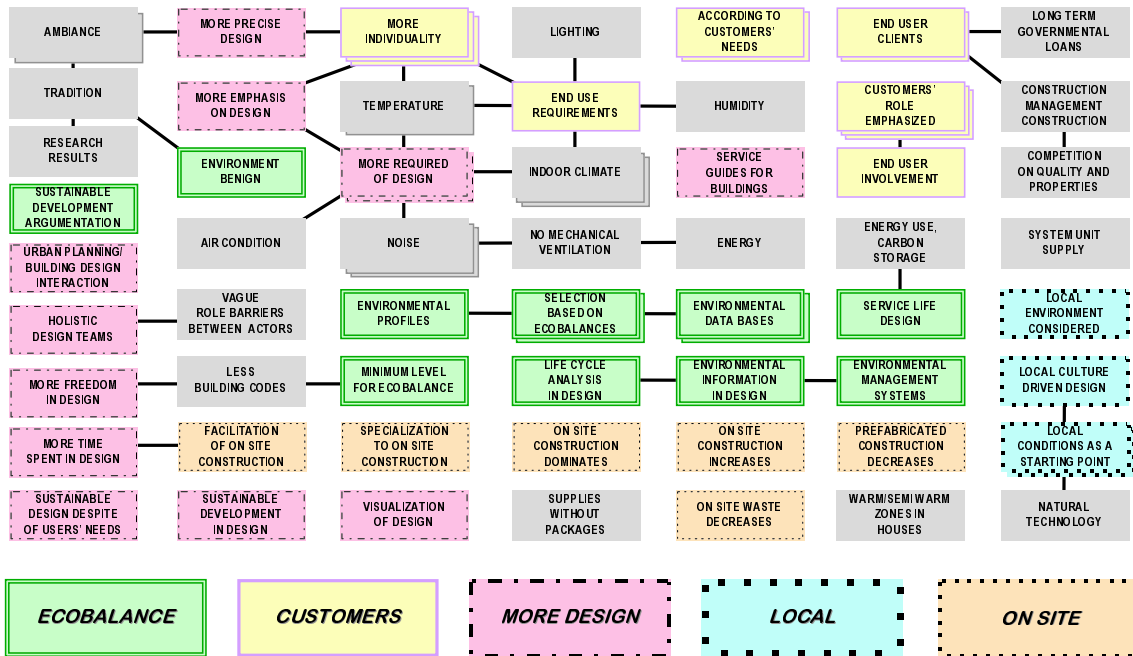 AMBIANCE
MORE PRECISE
DESIGN
MORE
INDIVIDUALITY
LIGHTING
ACCORDING TO
CUSTOMERS'
NEEDS
END USER
CLIENTS
LONG TERM
GOVERNMENTAL
LOANS
TRADITION
MORE EMPHASIS
ON DESIGN
TEMPERATURE
END USE
REQUIREMENTS
HUMIDITY
CUSTOMERS'
ROLE
EMPHASIZED
CONSTRUCTION
MANAGEMENT
CONSTRUCTION
RESEARCH
RESULTS
ENVIRONMENT
BENIGN
MORE REQUIRED
OF DESIGN
INDOOR CLIMATE
SERVICE
GUIDES FOR
BUILDINGS
END USER
INVOLVEMENT
COMPETITION
ON QUALITY AND
PROPERTIES
SUSTAINABLE
DEVELOPMENT
ARGUMENTATION
URBAN PLANNING/
BUILDING DESIGN
INTERACTION
AIR CONDITION
NOISE
NO MECHANICAL
VENTILATION
ENERGY
ENERGY USE,
CARBON
STORAGE
SYSTEM UNIT
SUPPLY
HOLISTIC
DESIGN TEAMS
VAGUE
ROLE BARRIERS
BETWEEN ACTORS
ENVIRONMENTAL
PROFILES
SELECTION
BASED ON
ECOBALANCES
ENVIRONMENTAL
DATA BASES
SERVICE LIFE
DESIGN
LOCAL
ENVIRONMENT
CONSIDERED
MORE FREEDOM
IN DESIGN
LESS
BUILDING CODES
MINIMUM LEVEL
FOR ECOBALANCE
LIFE CYCLE
ANALYSIS
IN DESIGN
ENVIRONMENTAL
INFORMATION
IN DESIGN
ENVIRONMENTAL
MANAGEMENT
SYSTEMS
LOCAL CULTURE
DRIVEN DESIGN
MORE TIME
SPENT IN DESIGN
FACILITATION
OF ON SITE
CONSTRUCTION
SPECIALIZATION
TO ON SITE
CONSTRUCTION
ON SITE
CONSTRUCTION
DOMINATES
ON SITE
CONSTRUCTION
INCREASES
PREFABRICATED
CONSTRUCTION
DECREASES
LOCAL
CONDITIONS AS A
STARTING POINT
SUSTAINABLE
DESIGN DESPITE
OF USERS' NEEDS
SUSTAINABLE
DEVELOPMENT
IN DESIGN
VISUALIZATION
OF DESIGN
SUPPLIES
WITHOUT
PACKAGES
ON SITE WASTE
DECREASES
WARM/SEMI WARM
ZONES IN
HOUSES
NATURAL
TECHNOLOGY
ECOBALANCE
CUSTOMERS
MORE DESIGN
LOCAL
ON SITE